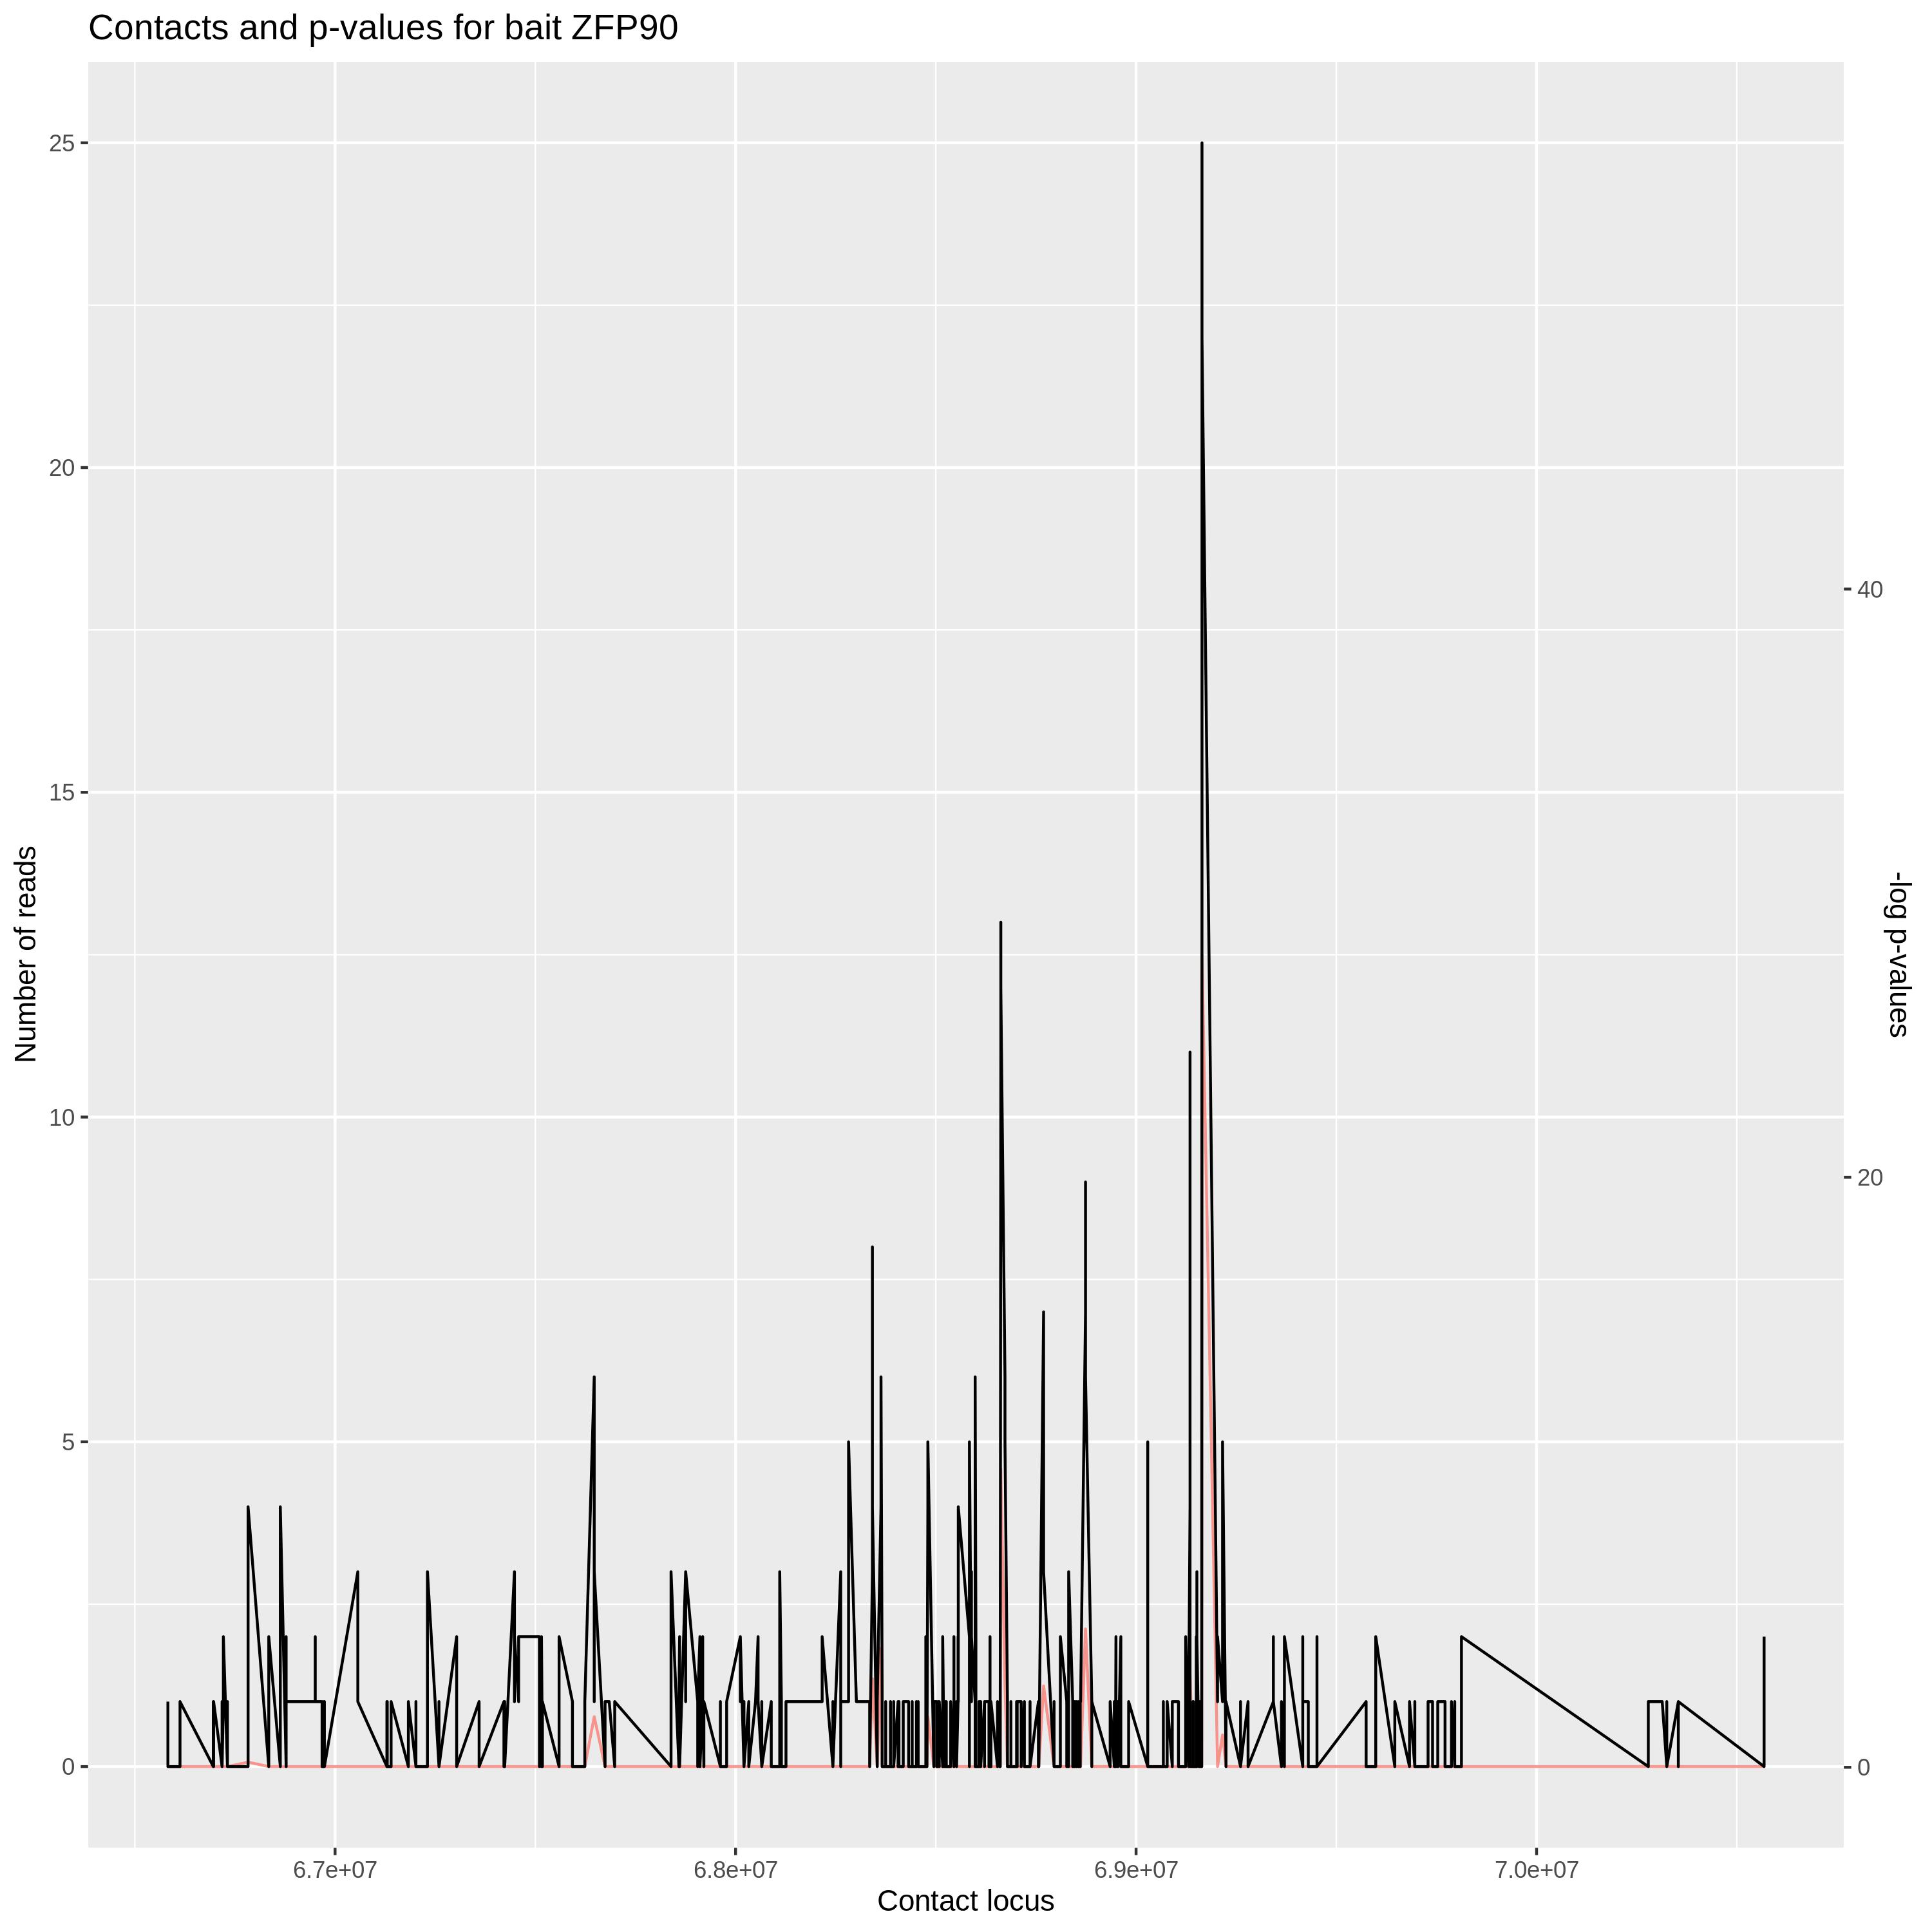 Contacts and p-values for bait ZFP90
25
20
15
10
5
0
Number of reads
40
20
0
-log p-values
6.7e+07 6.8e+07 6.9e+07 7.0e+07
Contact locus